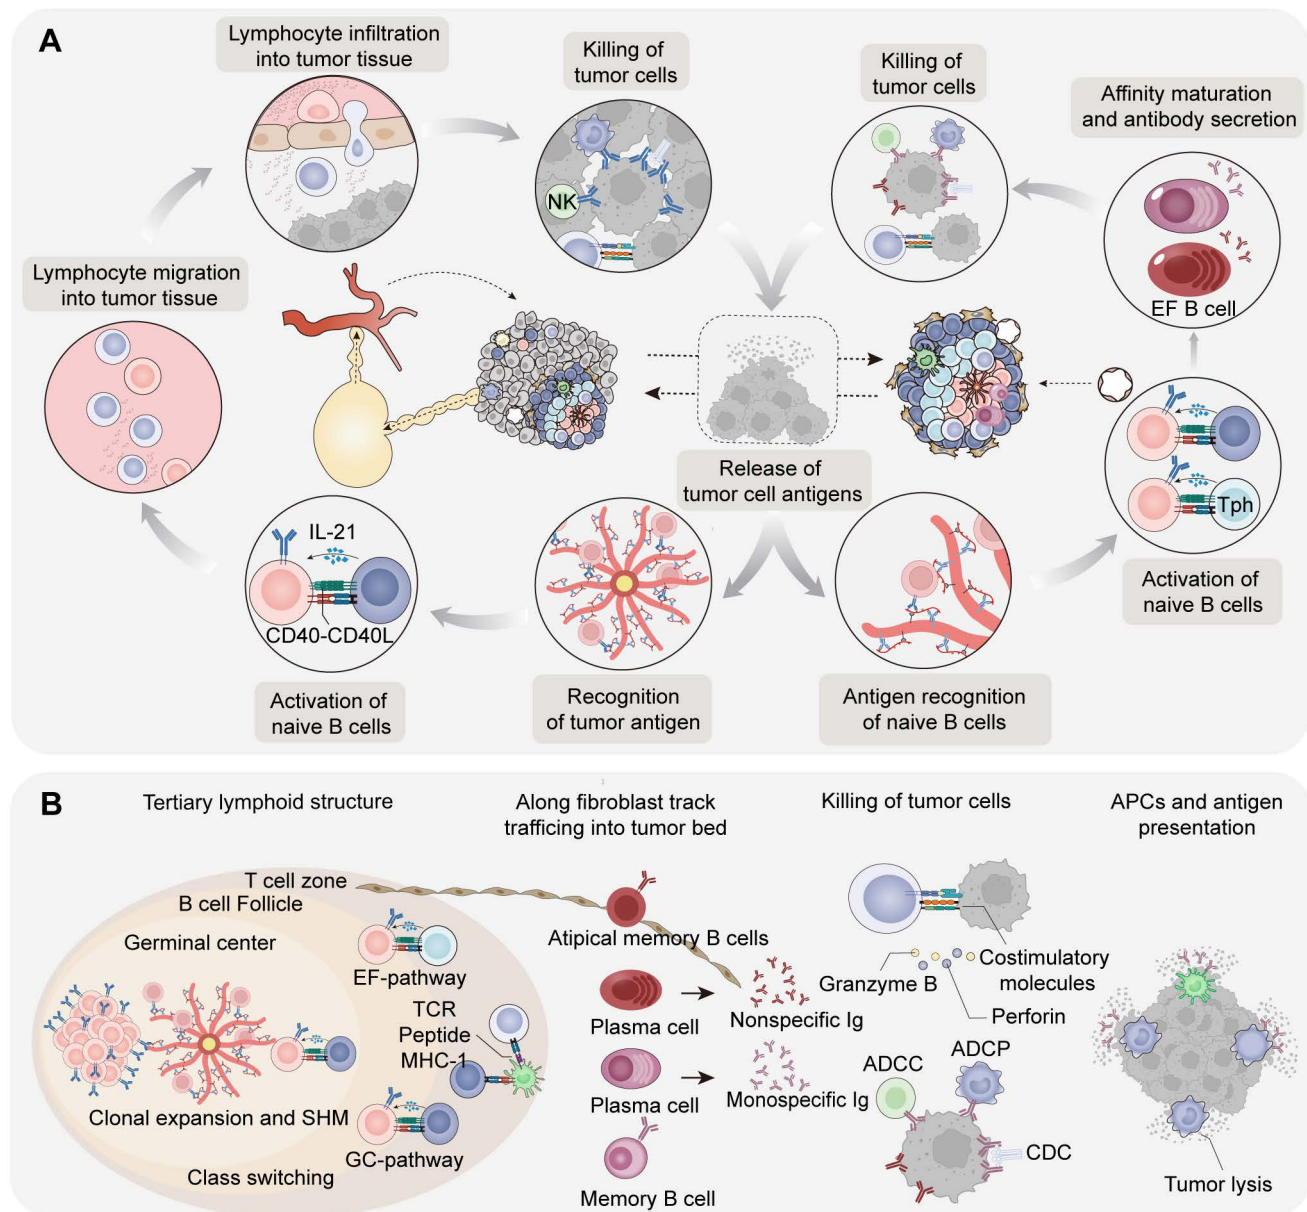 A
Lymphocyte infiltration
into tumor tissue
Killing of
tumor cells
Killing of
tumor cells
Affinity maturation
and antibody secretion
NK
Lymphocyte migration
into tumor tissue
EF B cell
Release of
tumor cell antigens
IL-21
CD40-CD40L
Tph
Activation of
naive B cells
Activation of
naive B cells
Recognition
of tumor antigen
Antigen recognition
of naive B cells
B
Tertiary lymphoid structure
Along fibroblast track
trafficing into tumor bed
Killing of tumor cells
APCs and antigen
presentation
T cell zone
B cell Follicle
Germinal center
EF-pathway
TCR
Peptide
MHC-1
Clonal expansion and SHM
GC-pathway
Class switching
Atipical memory B cells
Plasma cell
Nonspecific Ig
Plasma cell
Monospecific Ig
Memory B cell
Granzyme B
Costimulatory
molecules
Perforin
ADCC
ADCP
CDC
Tumor lysis